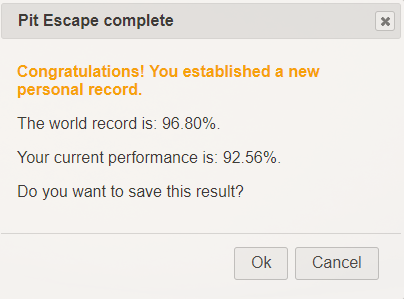 Pit Escape complete
Congratulations! You established a new
personal record.
The world record is: 96.80%.
Your current performance is: 92.56%.
Do you want to save this result?
Ok
Cancel